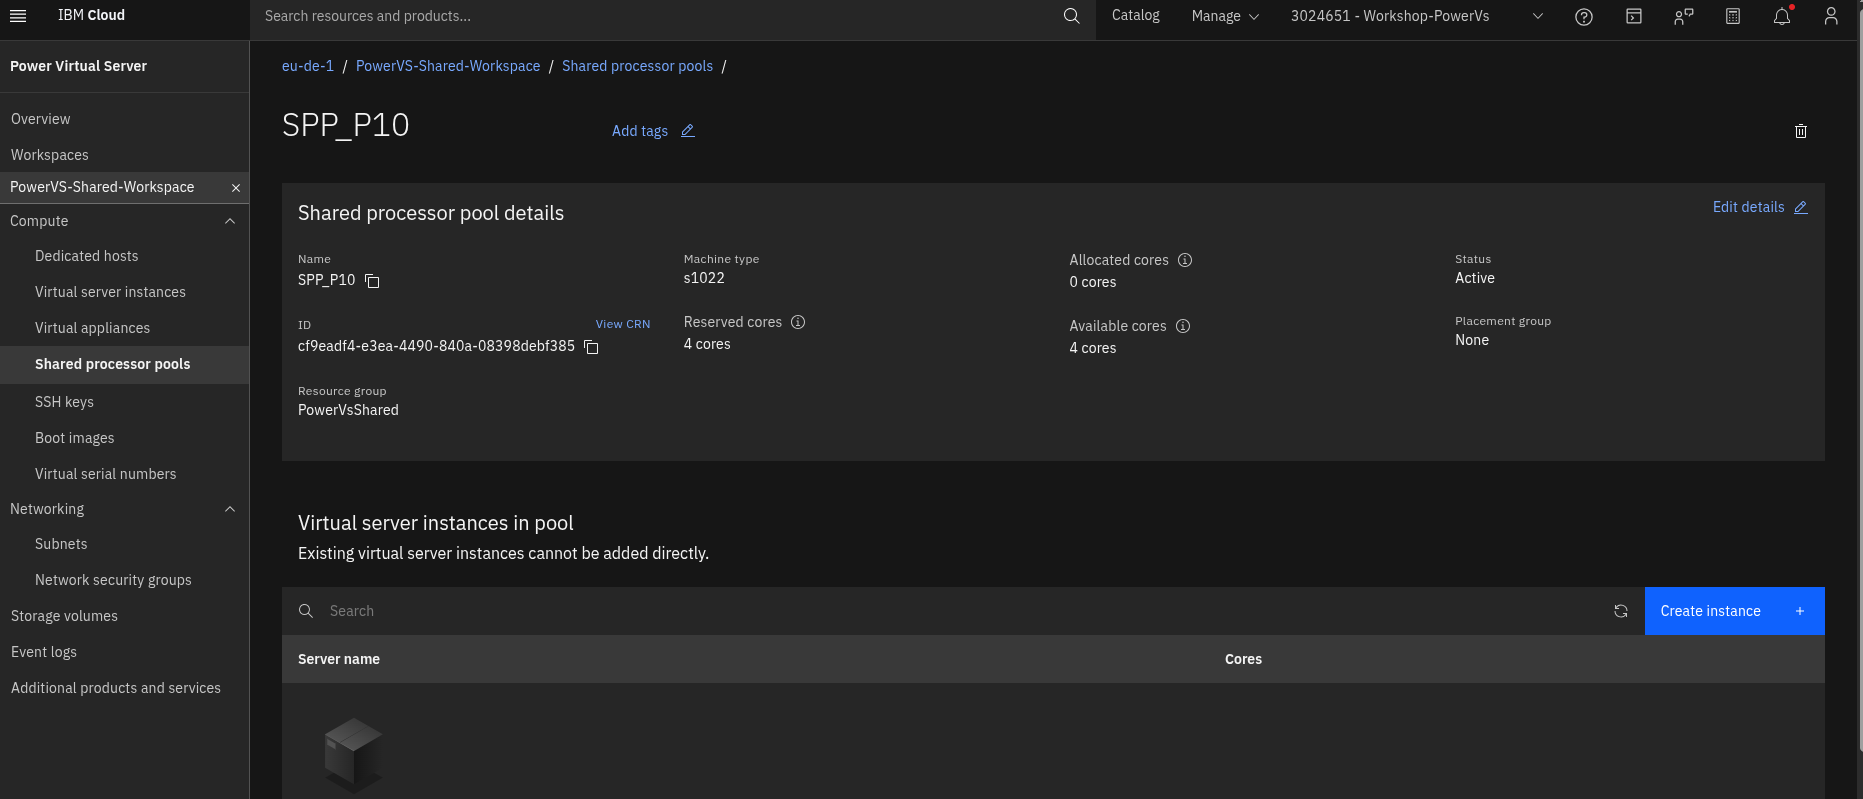 IBM Cloud
Search resources and products...
Catalog
Manage
3024651 - Workshop-PowerVs
Power Virtual Server
Overview
Workspaces
PowerVS-Shared-Workspace
Compute
Dedicated hosts
Virtual server instances
Virtual appliances
Shared processor pools
SSH keys
Boot images
Virtual serial numbers
Networking
Subnets
Network security groups
Storage volumes
Event logs
Additional products and services
eu-de-1 / PowerVS-Shared-Workspace / Shared processor pools /
SPP_P10
Add tags
Shared processor pool details
Edit details
Name
SPP_P10
Machine type
s1022
Allocated cores
0 cores
Status
Active
ID
View CRN
cf9eadf4-e3ea-4490-840a-08398debf385
Reserved cores
4 cores
Available cores
4 cores
Placement group
None
Resource group
PowerVsShared
Virtual server instances in pool
Existing virtual server instances cannot be added directly.
Search
Create instance +
Server name
Cores